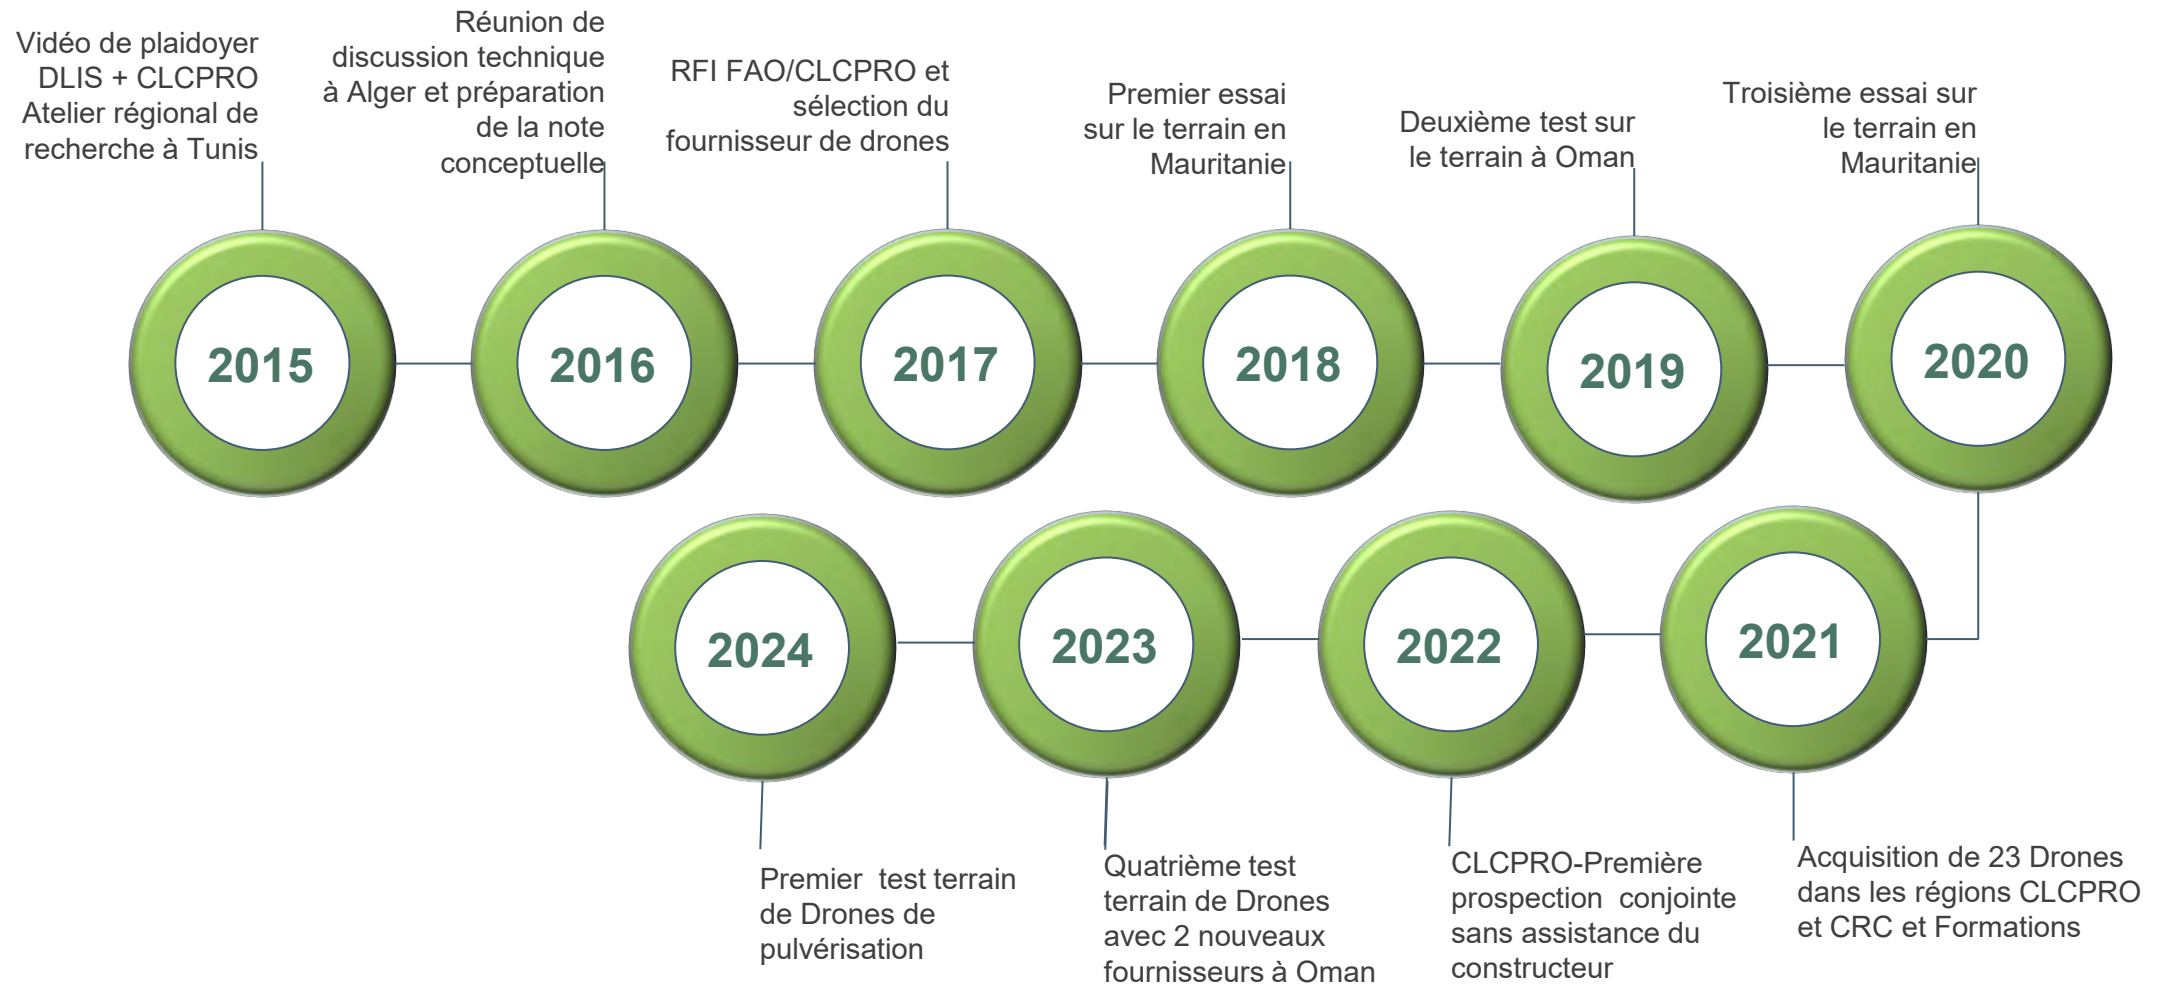 Vidéo de plaidoyer
DLIS + CLCPRO
Atelier régional de
recherche à Tunis
2015
Réunion de
discussion technique
à Alger et préparation
de la note
conceptuelle
2016
RFI FAO/CLCPRO et
sélection du
fournisseur de drones
2017
Premier essai
sur le terrain en
Mauritanie
2018
Deuxième test sur
le terrain à Oman
2019
Troisième essai sur
le terrain en
Mauritanie
2020
2021
Acquisition de 23 Drones
dans les régions CLCPRO
et CRC et Formations
2022
CLCPRO-Première
prospection conjointe
sans assistance du
constructeur
2023
Quatrième test
terrain de Drones
avec 2 nouveaux
fournisseurs à Oman
2024
Premier test terrain
de Drones de
pulvérisation